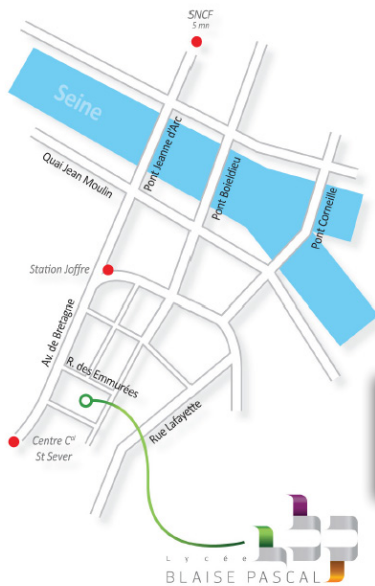 SNCF
5 mn
Seine
Pont Jeanne d'Arc
Pont Boieldieu
Quai Jean Moulin
Pont Corneille
Station Joffre
Av. de Bretagne
R. des Emmurées
Rue Lafayette
Centre Cᵃˡ
St Sever
Lycée
BLAISE PASCAL